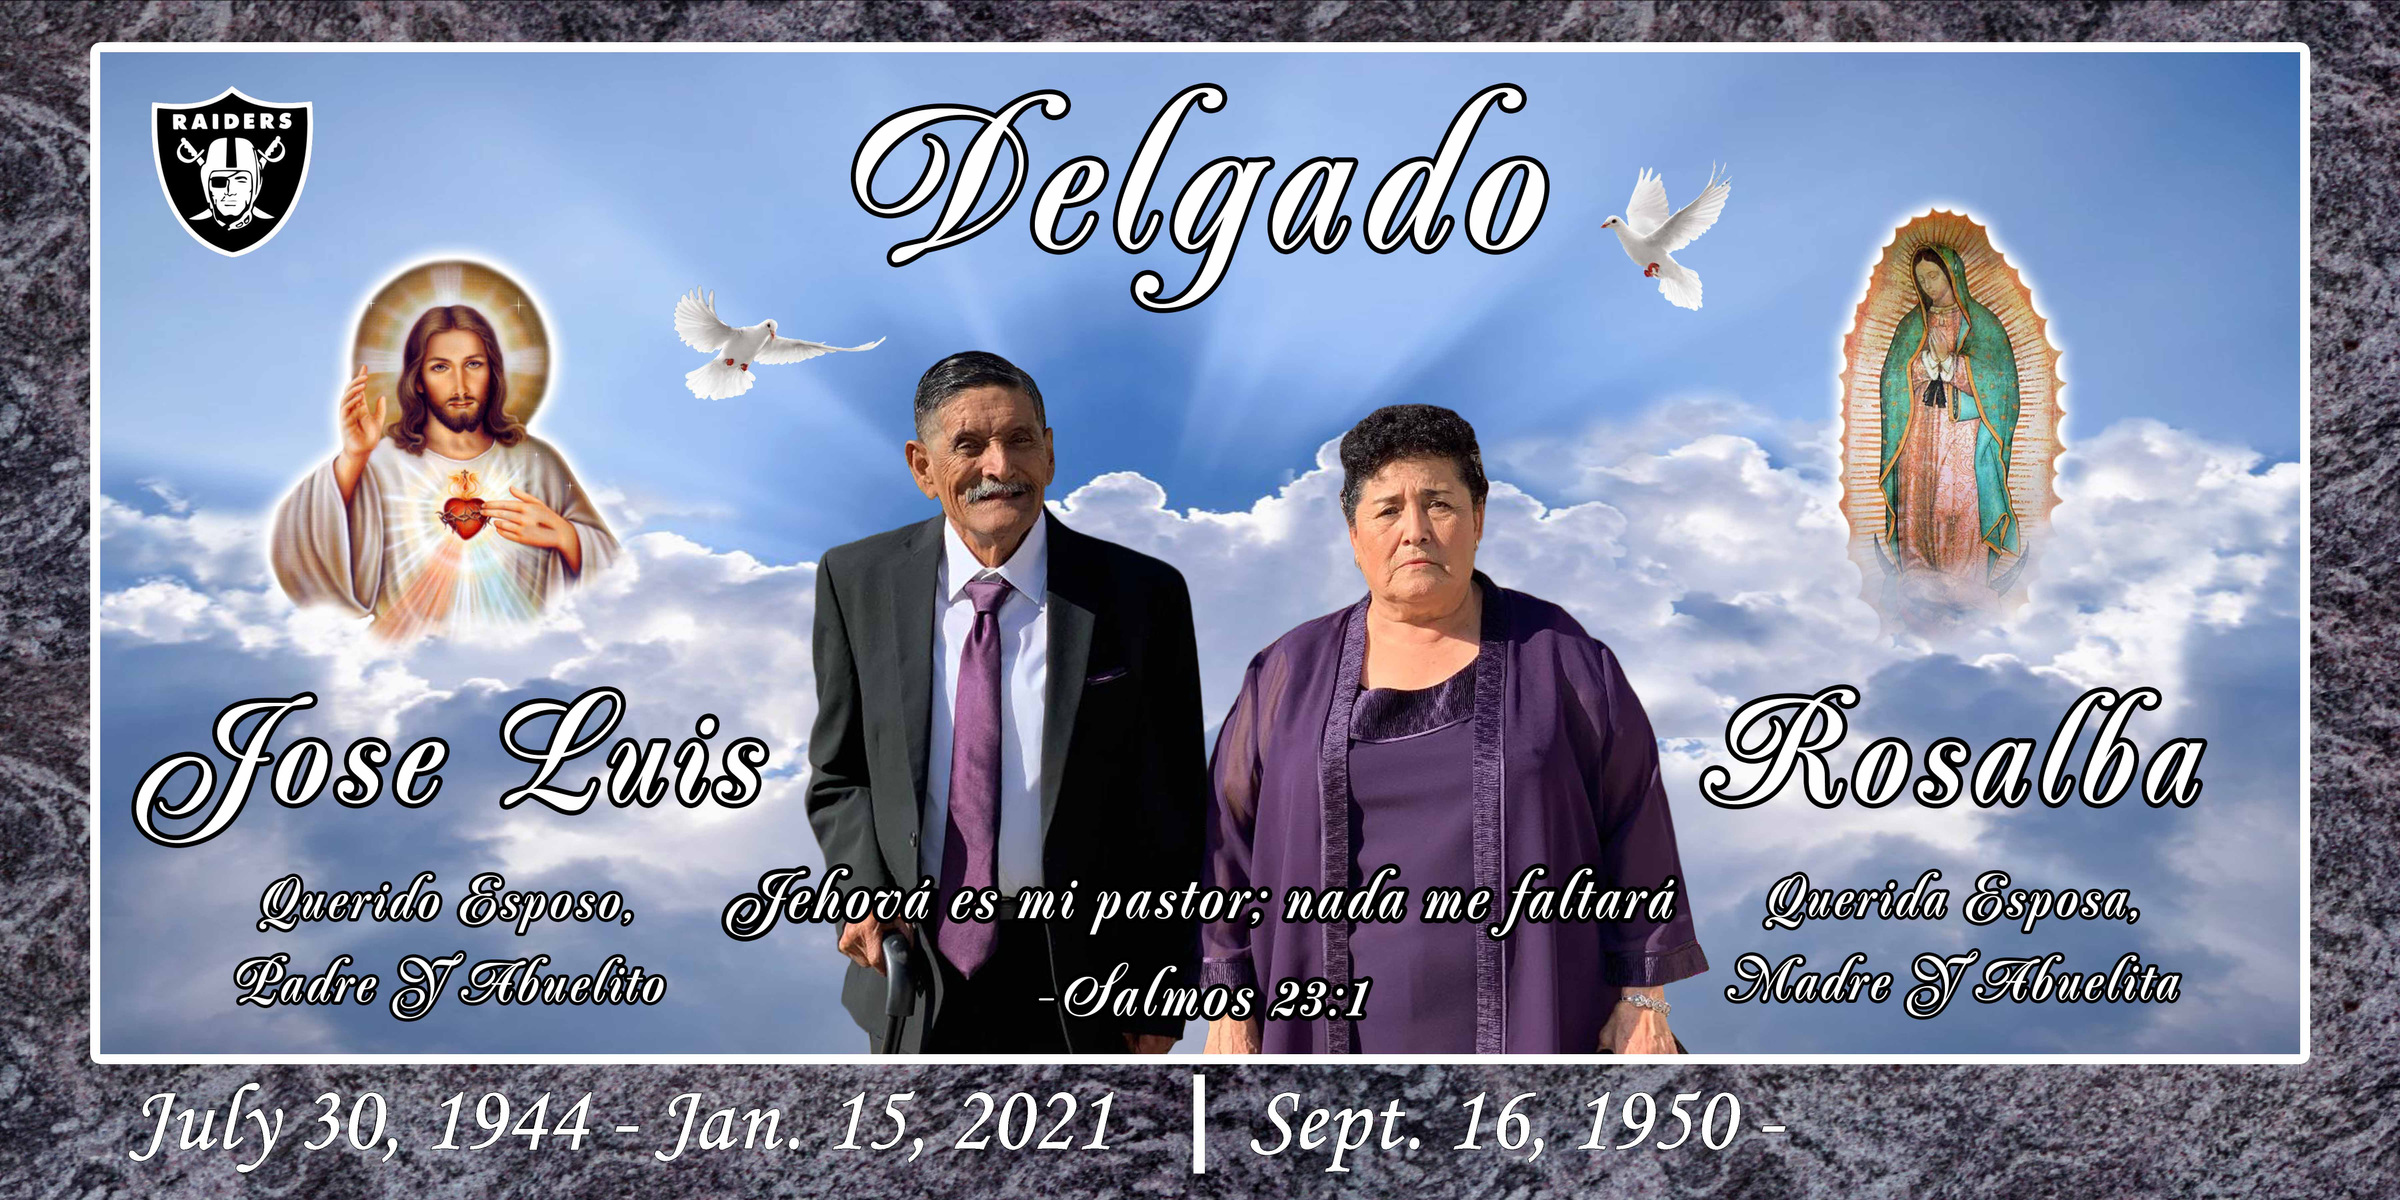 RAIDERS
Delgado
Jose Luis
Rosalba
Querido Esposo,
Padre Y Abuelito
Jehová es mi pastor; nada me faltará
-Salmos 23:1
Querida Esposa,
Madre Y Abuelita
July 30, 1944 - Jan. 15, 2021 | Sept. 16, 1950 -